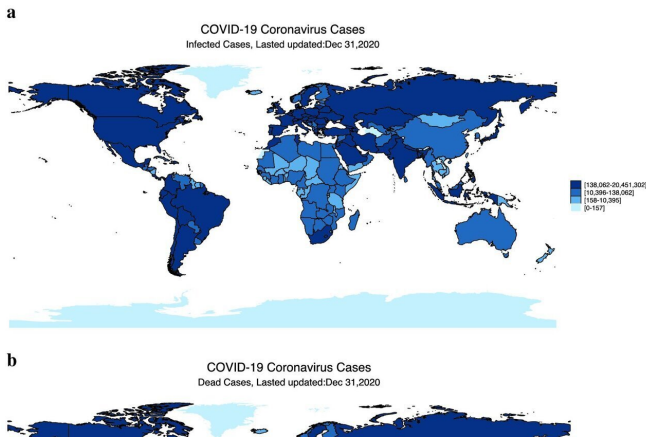 a
COVID-19 Coronavirus Cases
Infected Cases, Lasted updated:Dec 31,2020
[138,062-20,451,302]
[10,396-138,062]
[158-10,395]
[0-157]
b
COVID-19 Coronavirus Cases
Dead Cases, Lasted updated:Dec 31,2020